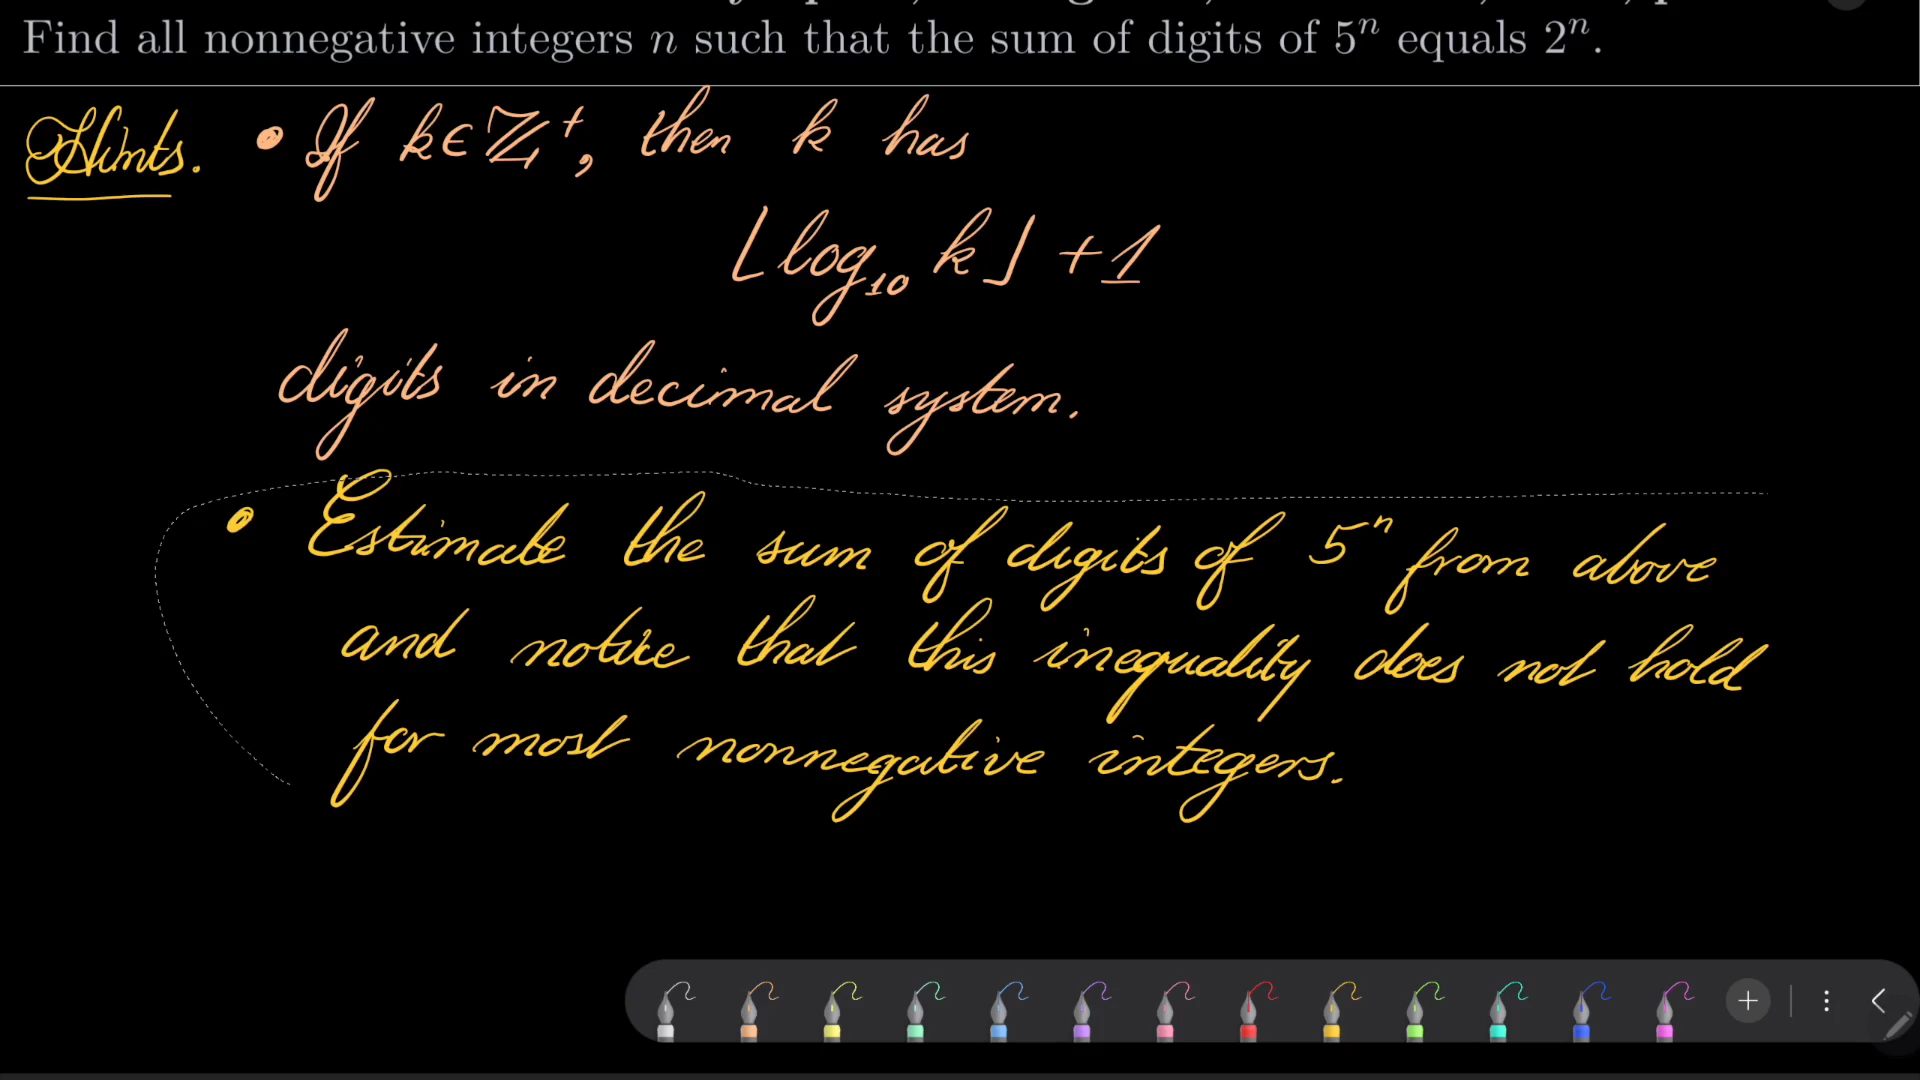 Find all nonnegative integers n such that the sum of digits of 5ⁿ equals 2ⁿ.
Hints. • If k∈ℤ⁺, then k has
⌊log₁₀ k⌋ + 1
digits in decimal system.
• Estimate the sum of digits of 5ⁿ from above
and notice that this inequality does not hold
for most nonnegative integers.